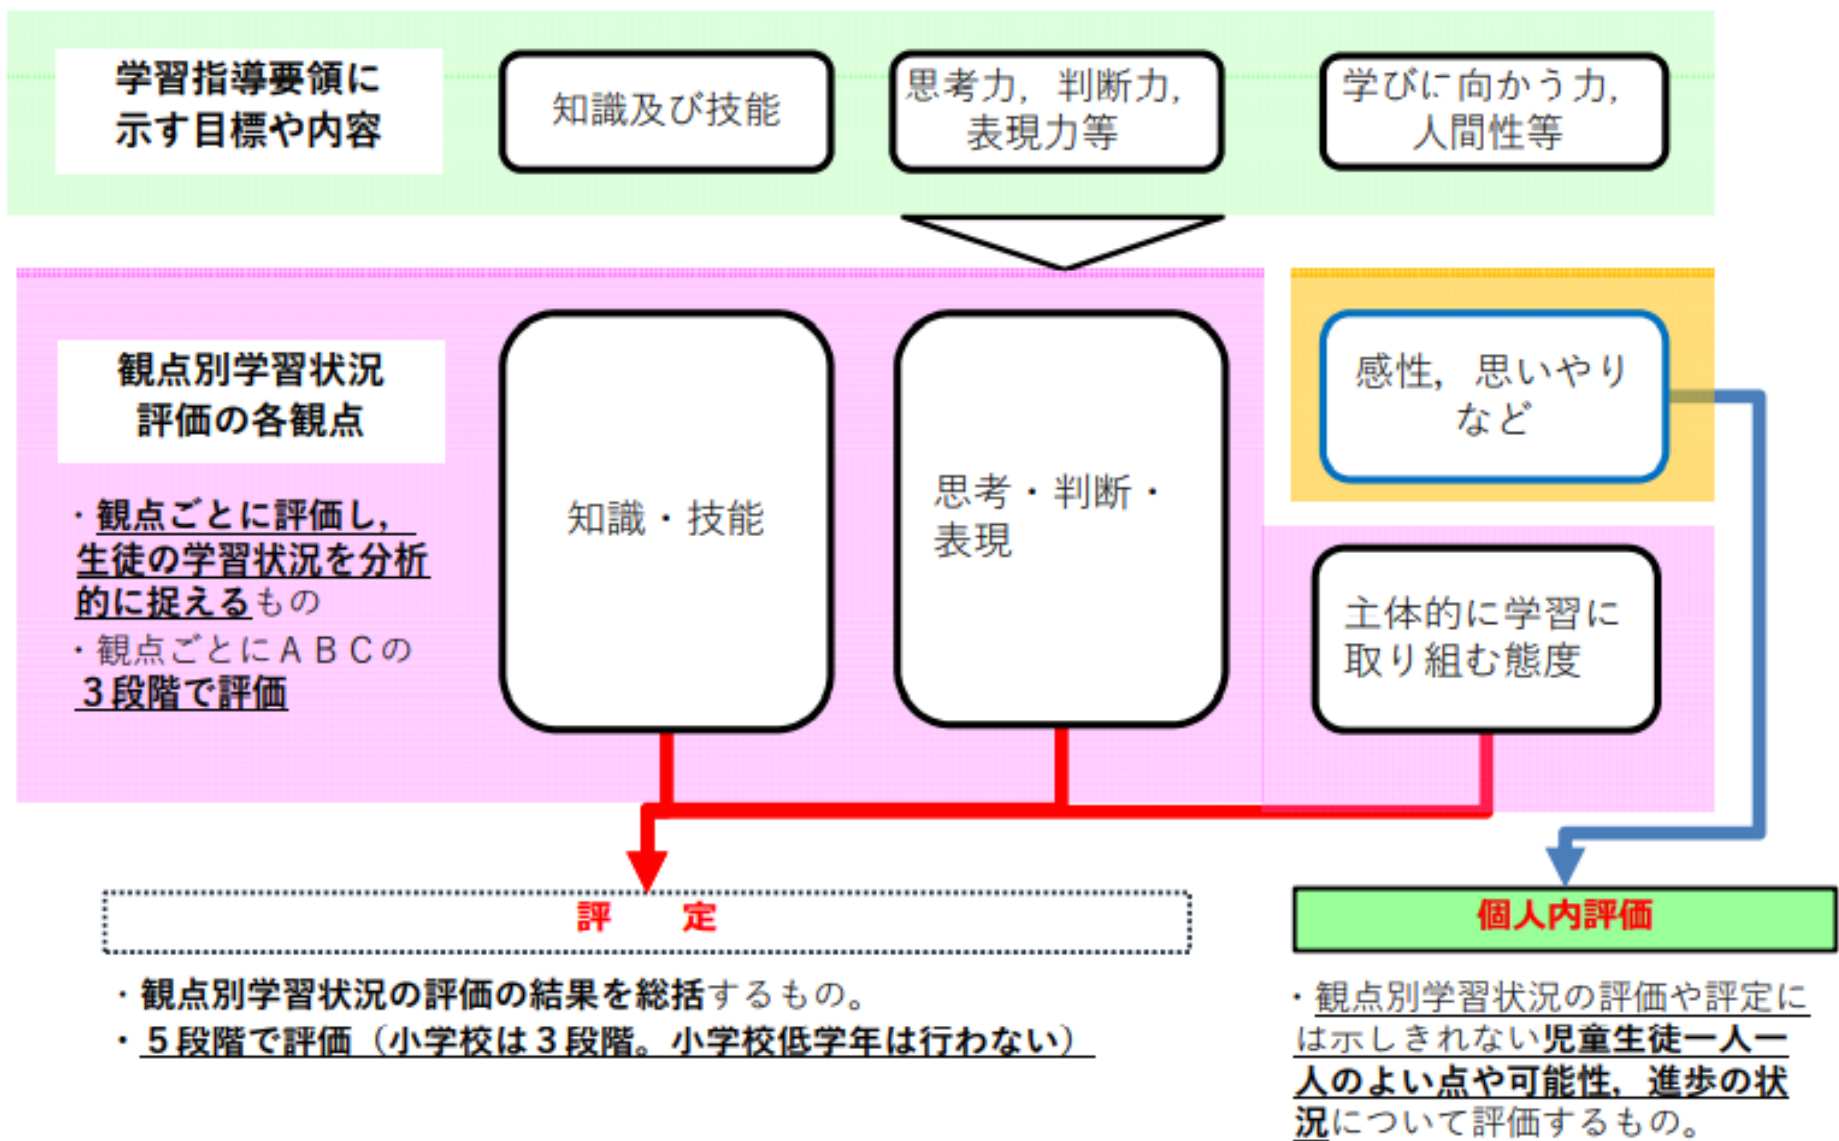 学習指導要領に
示す目標や内容
知識及び技能
思考力，判断力，
表現力等
学びに向かう力，
人間性等
観点別学習状況
評価の各観点
・観点ごとに評価し，
生徒の学習状況を分析
的に捉えるもの
・観点ごとにＡＢＣの
３段階で評価
知識・技能
思考・判断・
表現
感性，思いやり
など
主体的に学習に
取り組む態度
評　定
・観点別学習状況の評価の結果を総括するもの。
・５段階で評価（小学校は３段階。小学校低学年は行わない）
個人内評価
・観点別学習状況の評価や評定に
は示しきれない児童生徒一人一
人のよい点や可能性，進歩の状
況について評価するもの。